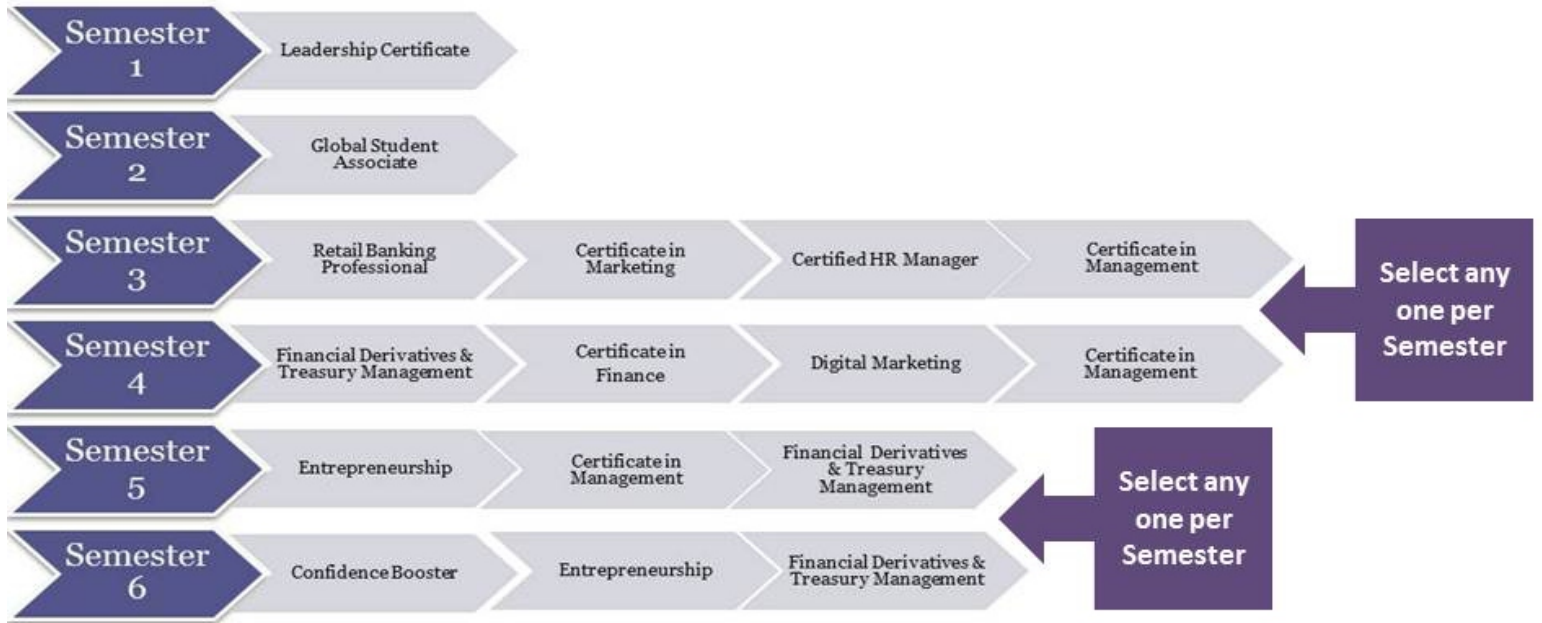 Semester
1
Leadership Certificate
Semester
2
Global Student
Associate
Semester
3
Retail Banking
Professional
Certificate in
Marketing
Certified HR Manager
Certificate in
Management
Select any
one per
Semester
Semester
4
Financial Derivatives &
Treasury Management
Certificate in
Finance
Digital Marketing
Certificate in
Management
Semester
5
Entrepreneurship
Certificate in
Management
Financial Derivatives
& Treasury
Management
Select any
one per
Semester
Semester
6
Confidence Booster
Entrepreneurship
Financial Derivatives &
Treasury Management